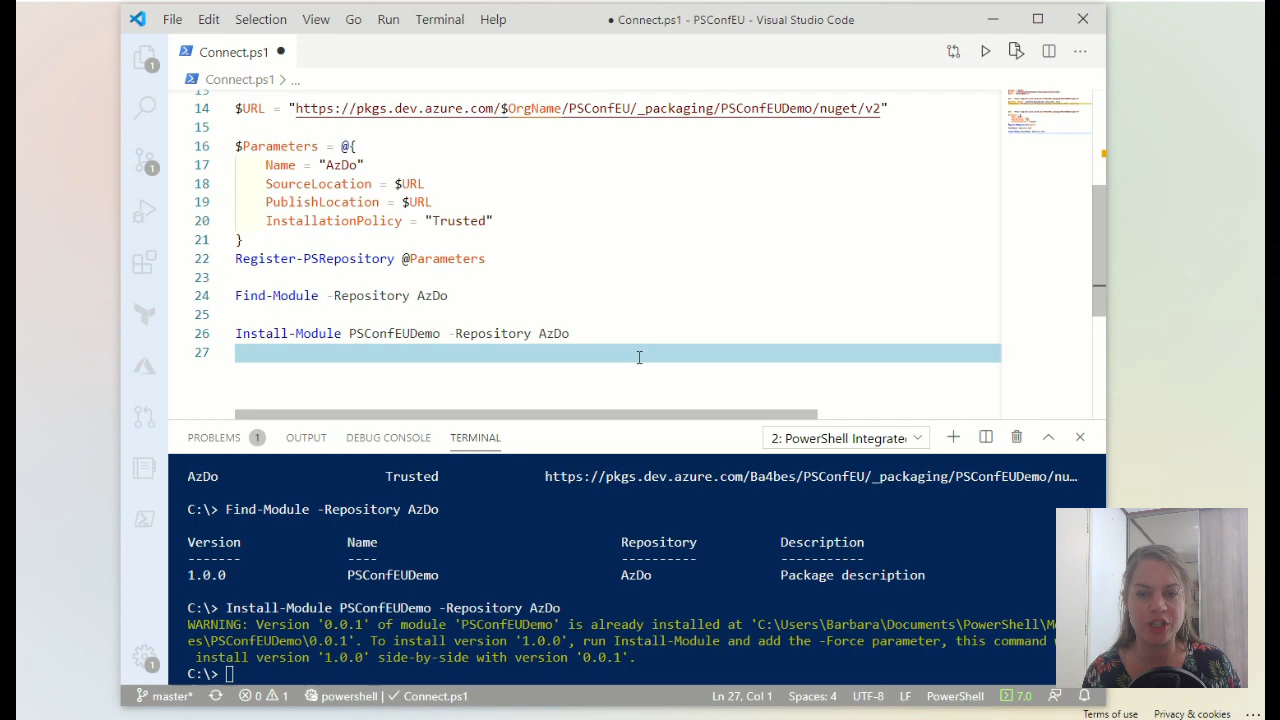 File Edit Selection View Go Run Terminal Help ● Connect.ps1 - PSConfEU - Visual Studio Code
Connect.ps1 ●
Connect.ps1 > ...
14 $URL = "https://pkgs.dev.azure.com/$OrgName/PSConfEU/_packaging/PSConfEUDemo/nuget/v2"
15
16 $Parameters = @{
17 Name = "AzDo"
18 SourceLocation = $URL
19 PublishLocation = $URL
20 InstallationPolicy = "Trusted"
21 }
22 Register-PSRepository @Parameters
23
24 Find-Module -Repository AzDo
25
26 Install-Module PSConfEUDemo -Repository AzDo
27
PROBLEMS 1 OUTPUT DEBUG CONSOLE TERMINAL 2: PowerShell Integrate
AzDo Trusted https://pkgs.dev.azure.com/Ba4bes/PSConfEU/_packaging/PSConfEUDemo/nu…
C:\> Find-Module -Repository AzDo
Version Name Repository Description
------- ---- ---------- -----------
1.0.0 PSConfEUDemo AzDo Package description
C:\> Install-Module PSConfEUDemo -Repository AzDo
WARNING: Version '0.0.1' of module 'PSConfEUDemo' is already installed at 'C:\Users\Barbara\Documents\PowerShell\M
es\PSConfEUDemo\0.0.1'. To install version '1.0.0', run Install-Module and add the -Force parameter, this command
install version '1.0.0' side-by-side with version '0.0.1'.
C:\>
master* 0 1 powershell Connect.ps1 Ln 27, Col 1 Spaces: 4 UTF-8 LF PowerShell 7.0
Terms of use Privacy & cookies ...